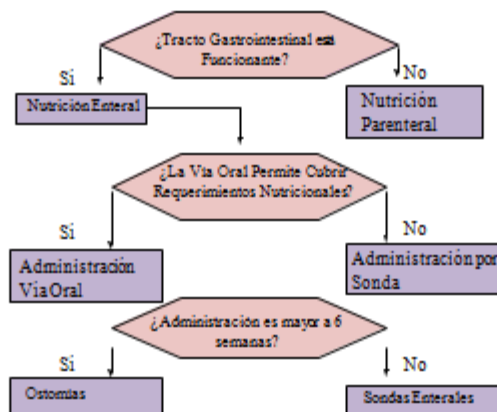 ¿Tracto Gastrointestinal está
Funcionante?
Si
No
Nutrición Enteral
Nutrición
Parenteral
¿La Vía Oral Permite Cubrir
Requerimientos Nutricionales?
Si
No
Administración
Vía Oral
Administración por
Sonda
¿Administración es mayor a 6
semanas?
Si
No
Ostomías
Sondas Enterales